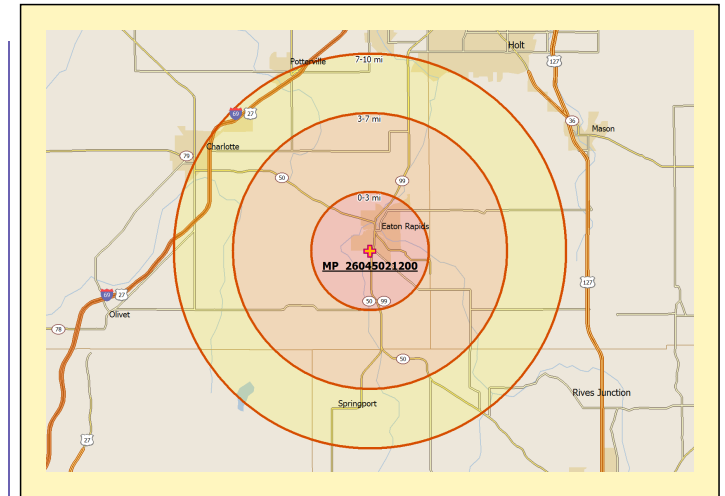 Holt
7-10 mi
Potterville
127
69 27
3-7 mi
36
Mason
Charlotte
79
50
99
0-3 mi
Eaton Rapids
MP 26045021200
127
69 27
50 99
Olivet
78
50
Springport
Rives Junction
27